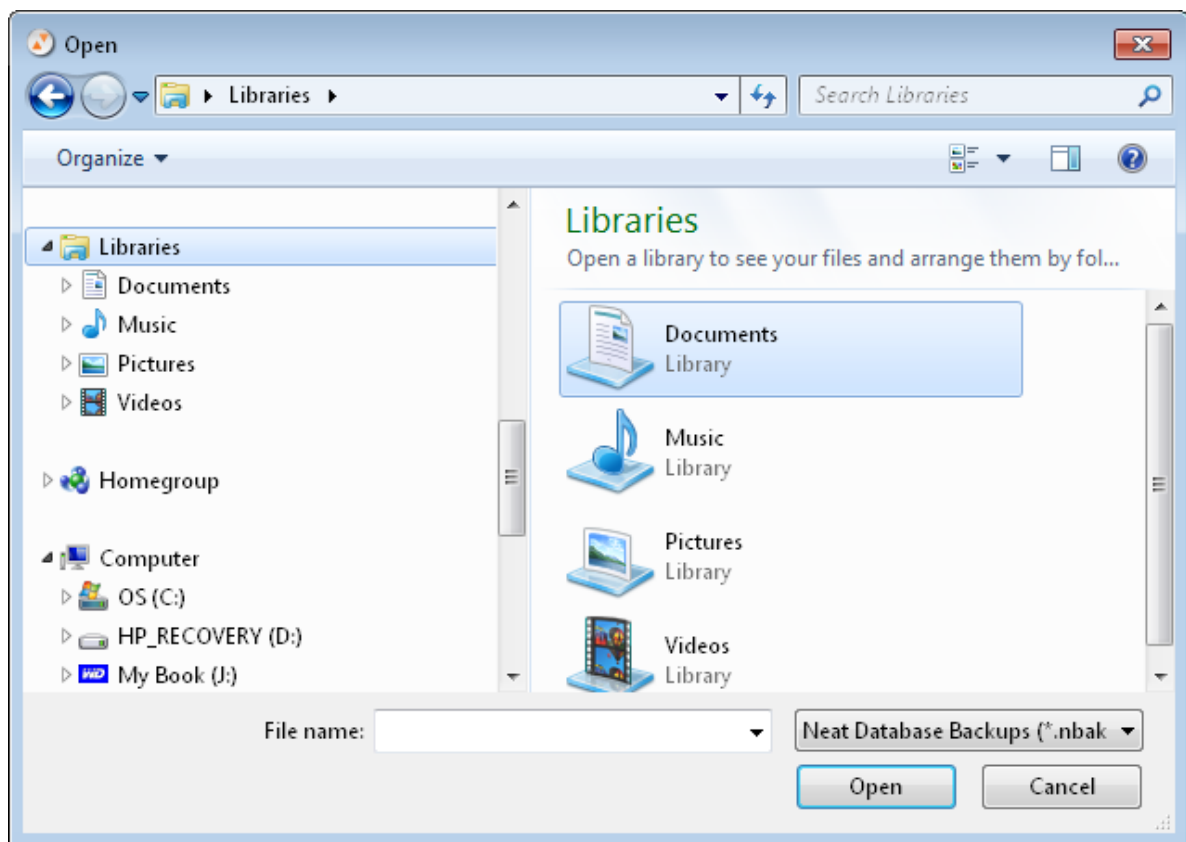 Open
Libraries
Search Libraries
Organize
Libraries
Documents
Music
Pictures
Videos
Homegroup
Computer
OS (C:)
HP_RECOVERY (D:)
WD My Book (J:)
Libraries
Open a library to see your files and arrange them by fol...
Documents
Library
Music
Library
Pictures
Library
Videos
Library
File name:
Neat Database Backups (*.nbak
Open
Cancel